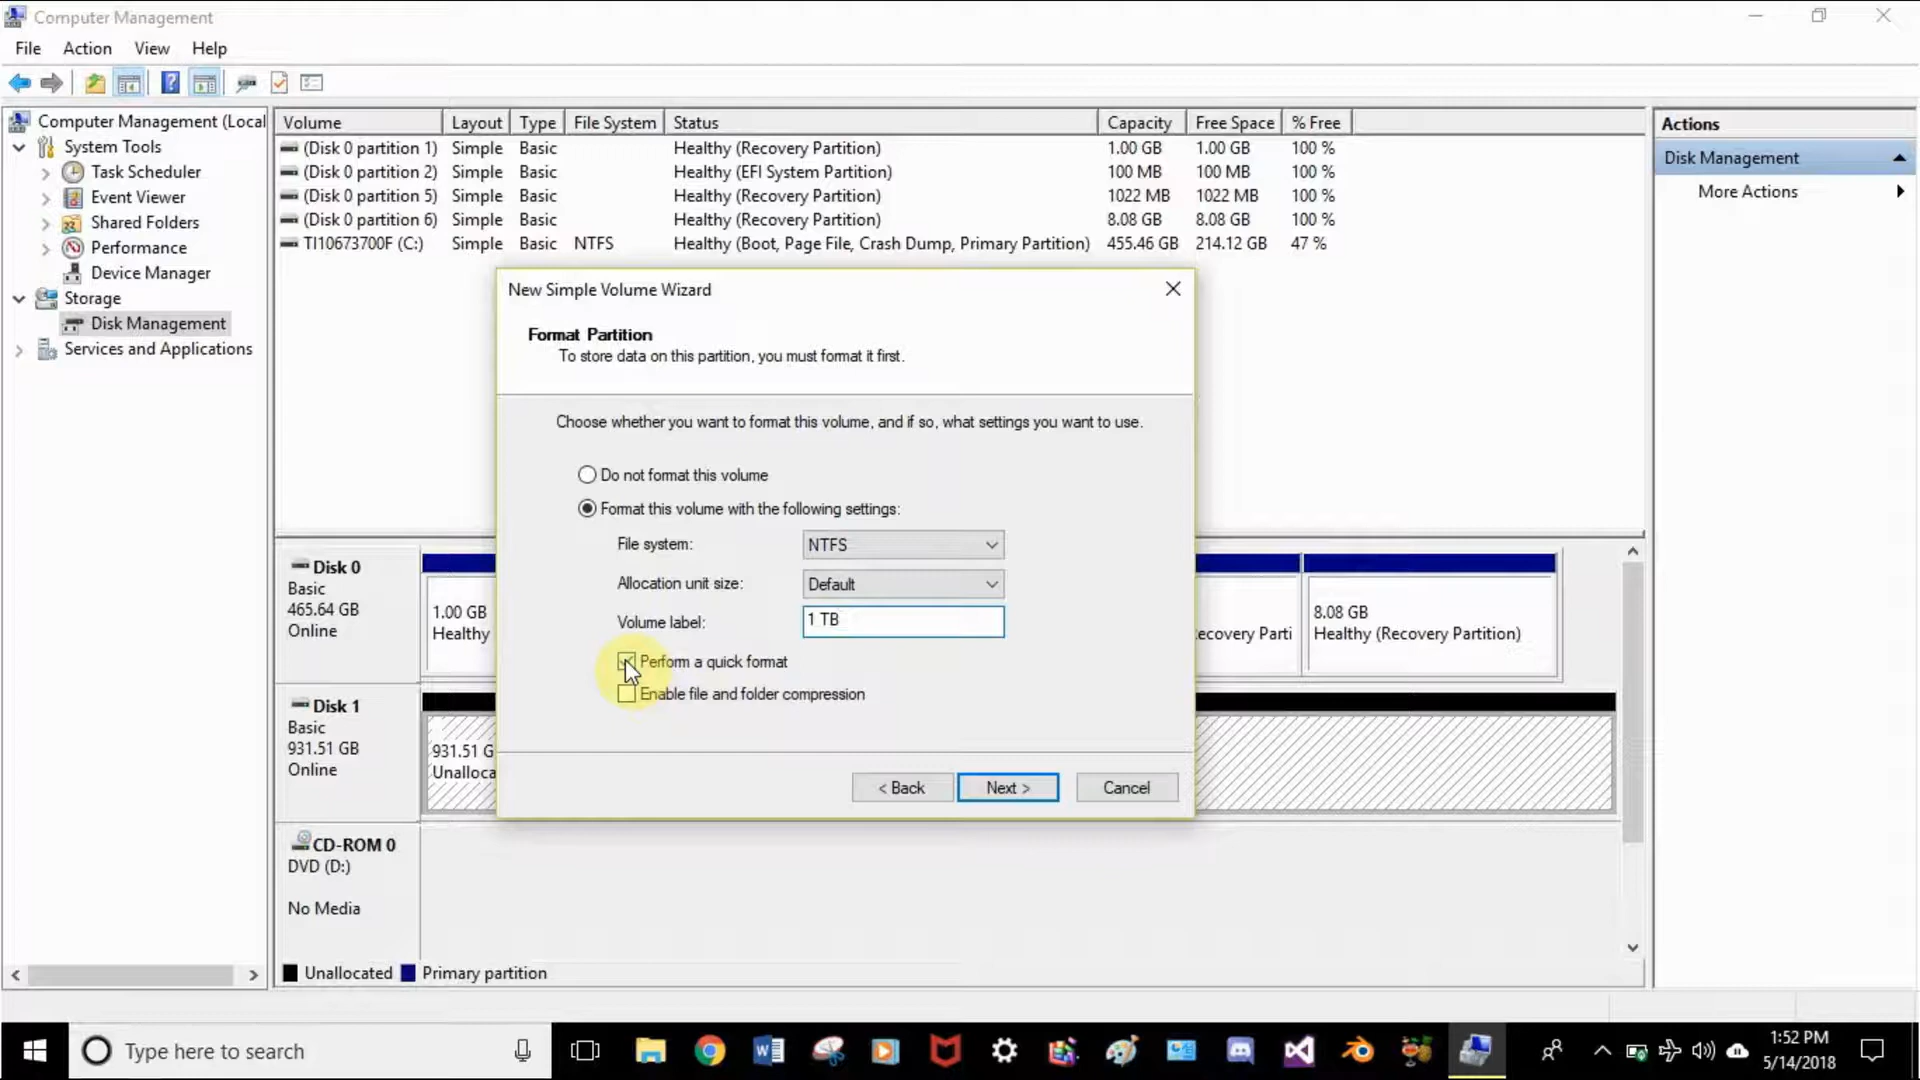 Computer Management
File Action View Help
Computer Management (Local
System Tools
Task Scheduler
Event Viewer
Shared Folders
Performance
Device Manager
Storage
Disk Management
Services and Applications
Volume Layout Type File System Status Capacity Free Space % Free
(Disk 0 partition 1) Simple Basic Healthy (Recovery Partition) 1.00 GB 1.00 GB 100 %
(Disk 0 partition 2) Simple Basic Healthy (EFI System Partition) 100 MB 100 MB 100 %
(Disk 0 partition 5) Simple Basic Healthy (Recovery Partition) 1022 MB 1022 MB 100 %
(Disk 0 partition 6) Simple Basic Healthy (Recovery Partition) 8.08 GB 8.08 GB 100 %
TI10673700F (C:) Simple Basic NTFS Healthy (Boot, Page File, Crash Dump, Primary Partition) 455.46 GB 214.12 GB 47 %
Actions
Disk Management
More Actions
New Simple Volume Wizard
Format Partition
To store data on this partition, you must format it first.
Choose whether you want to format this volume, and if so, what settings you want to use.
Do not format this volume
Format this volume with the following settings:
File system: NTFS
Allocation unit size: Default
Volume label: 1 TB
Perform a quick format
Enable file and folder compression
< Back Next > Cancel
Disk 0
Basic
465.64 GB
Online
1.00 GB
Healthy
ecovery Parti
8.08 GB
Healthy (Recovery Partition)
Disk 1
Basic
931.51 GB
Online
931.51 G
Unalloca
CD-ROM 0
DVD (D:)
No Media
Unallocated Primary partition
Type here to search
1:52 PM
5/14/2018